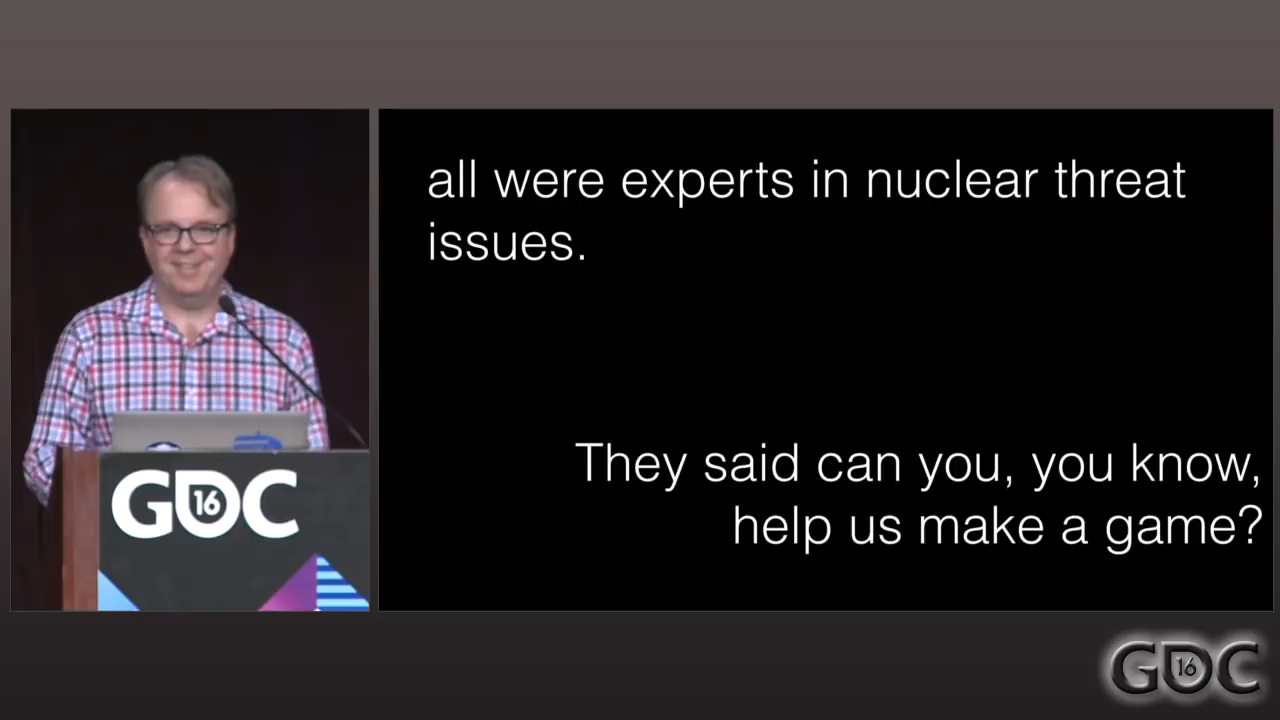 all were experts in nuclear threat
issues.
They said can you, you know,
help us make a game?
GDC
16
GDC
16